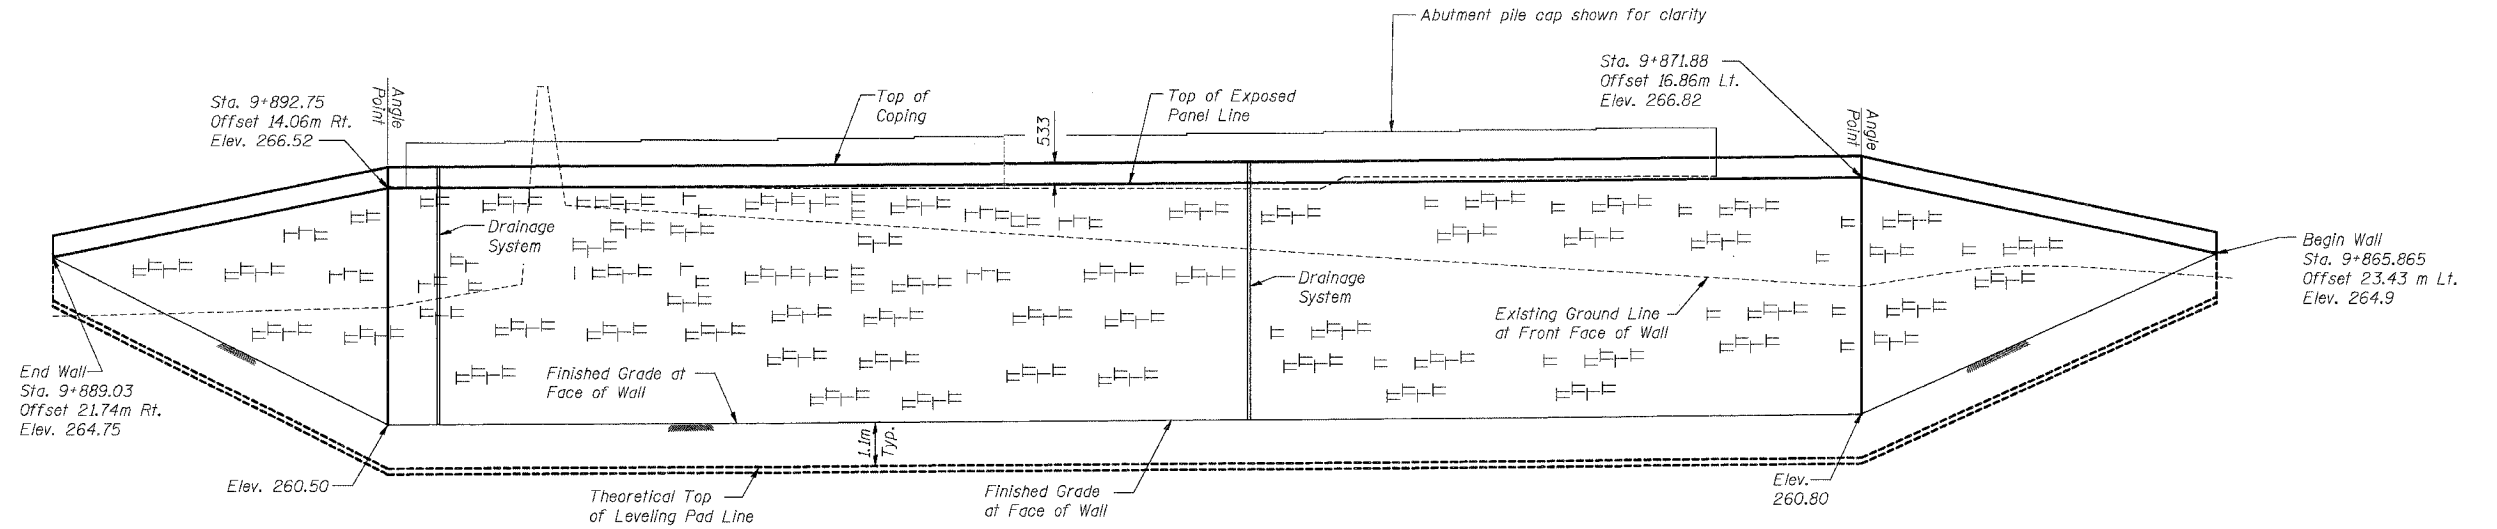 Abutment pile cap shown for clarity
Sta. 9+892.75
Offset 14.06m Rt.
Elev. 266.52
Angle
Point
Top of
Coping
533
Top of Exposed
Panel Line
Sta. 9+871.88
Offset 16.86m Lt.
Elev. 266.82
Angle
Point
Drainage
System
Drainage
System
Existing Ground Line
at Front Face of Wall
Begin Wall
Sta. 9+865.865
Offset 23.43 m Lt.
Elev. 264.9
End Wall
Sta. 9+889.03
Offset 21.74m Rt.
Elev. 264.75
Finished Grade at
Face of Wall
1.1m
Typ.
Elev. 260.50
Theoretical Top
of Leveling Pad Line
Finished Grade
at Face of Wall
Elev.
260.80